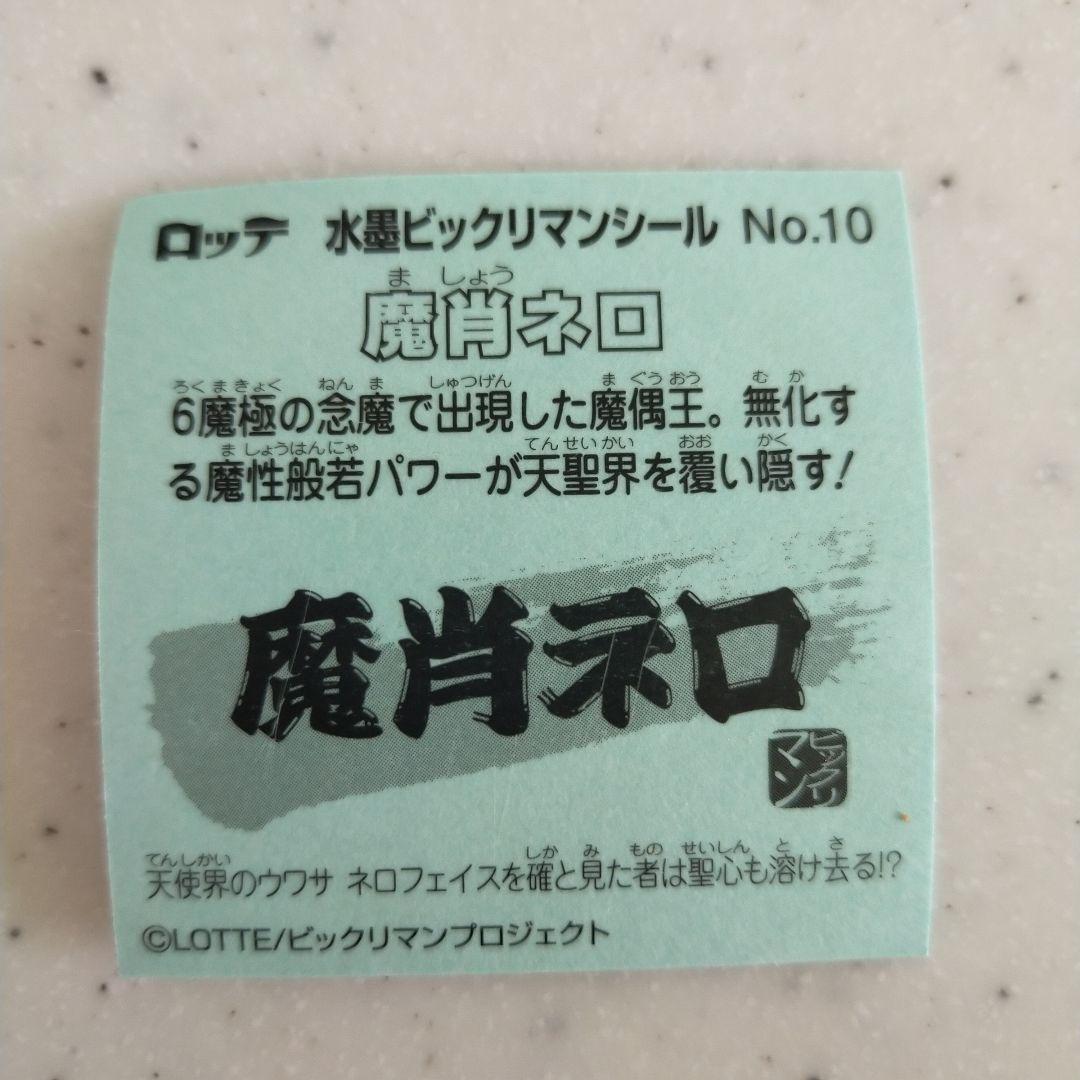 ロッテ 水墨ビックリマンシール No.10
ま しょう
魔肖ネロ
ろくまきょく ねんま しゅつげん まぐうおう むか
6魔極の念魔で出現した魔偶王。無化す
ましょうはんにゃ てんせいかい おお かく
る魔性般若パワーが天聖界を覆い隠す!
魔肖ネロ
ビックリ
マン
てんしかい しか み もの せいしん と さ
天使界のウワサ ネロフェイスを確と見た者は聖心も溶け去る!?
©LOTTE/ビックリマンプロジェクト